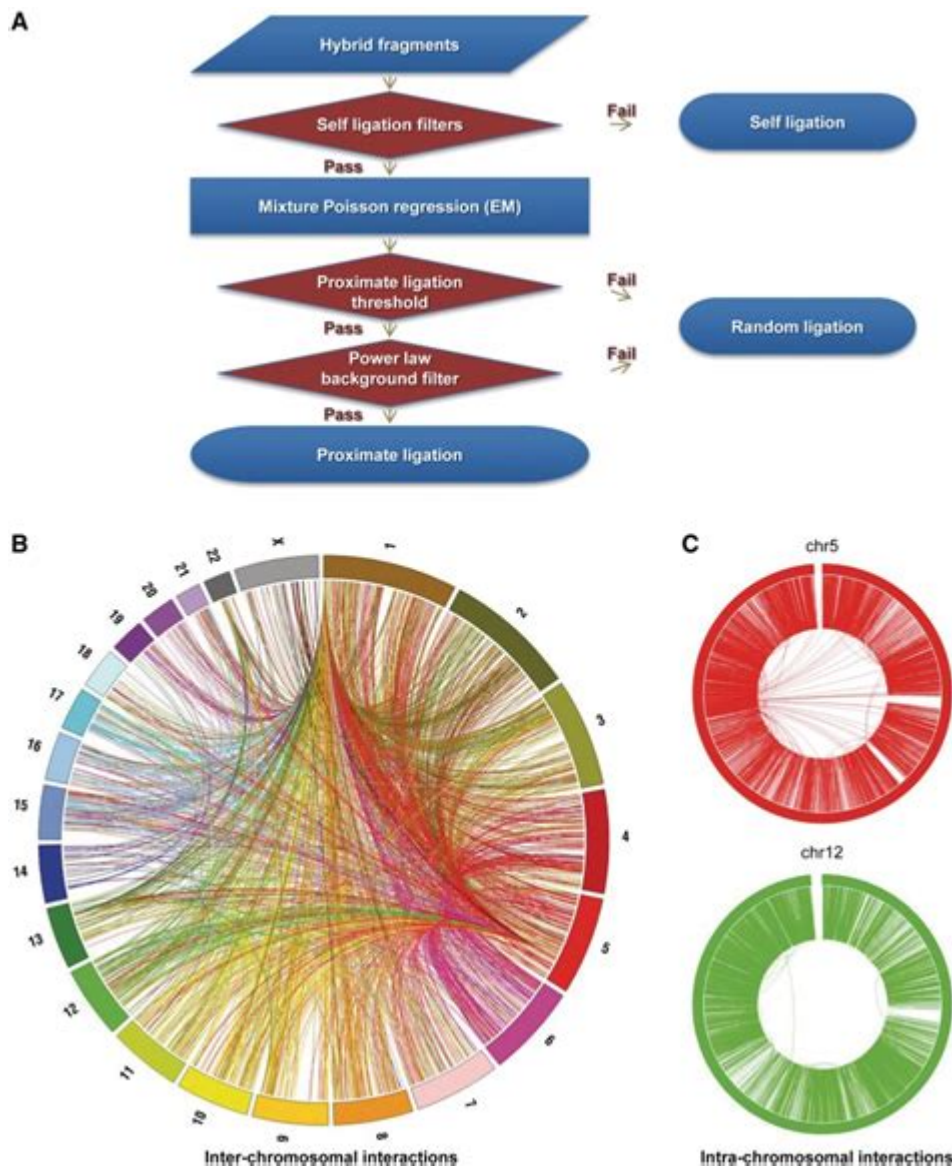 A
Hybrid fragments
Self ligation filters
Fail
Self ligation
Pass
Mixture Poisson regression (EM)
Proximate ligation
threshold
Fail
Random ligation
Pass
Power law
background filter
Fail
Pass
Proximate ligation
B
1
2
3
4
5
6
7
8
9
10
11
12
13
14
15
16
17
18
19
20
21
22
X
Inter-chromosomal interactions
C
chr5
chr12
Intra-chromosomal interactions